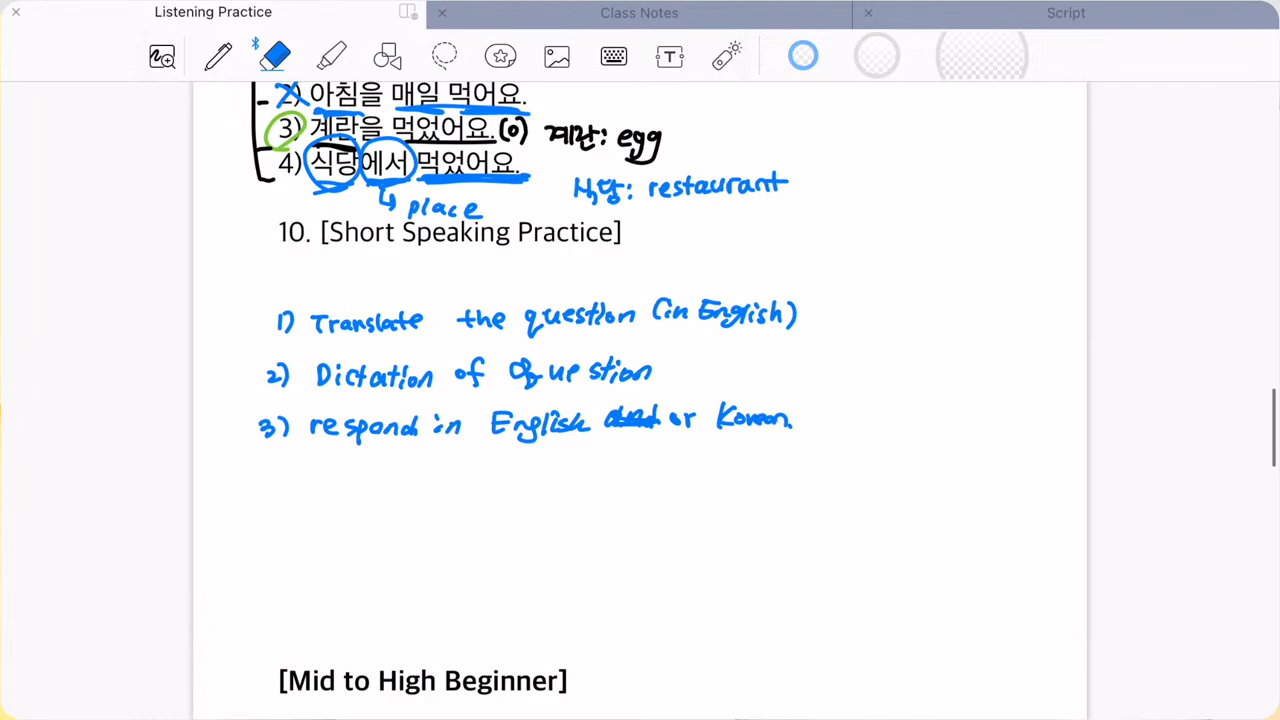 Listening Practice
Class Notes
Script
2) 아침을 매일 먹어요.
3) 계란을 먹었어요. (o) 계란: egg
4) 식당에서 먹었어요.
식당: restaurant
place
10. [Short Speaking Practice]
1) Translate the question (in English)
2) Dictation of question
3) respond in English or Korean.
[Mid to High Beginner]